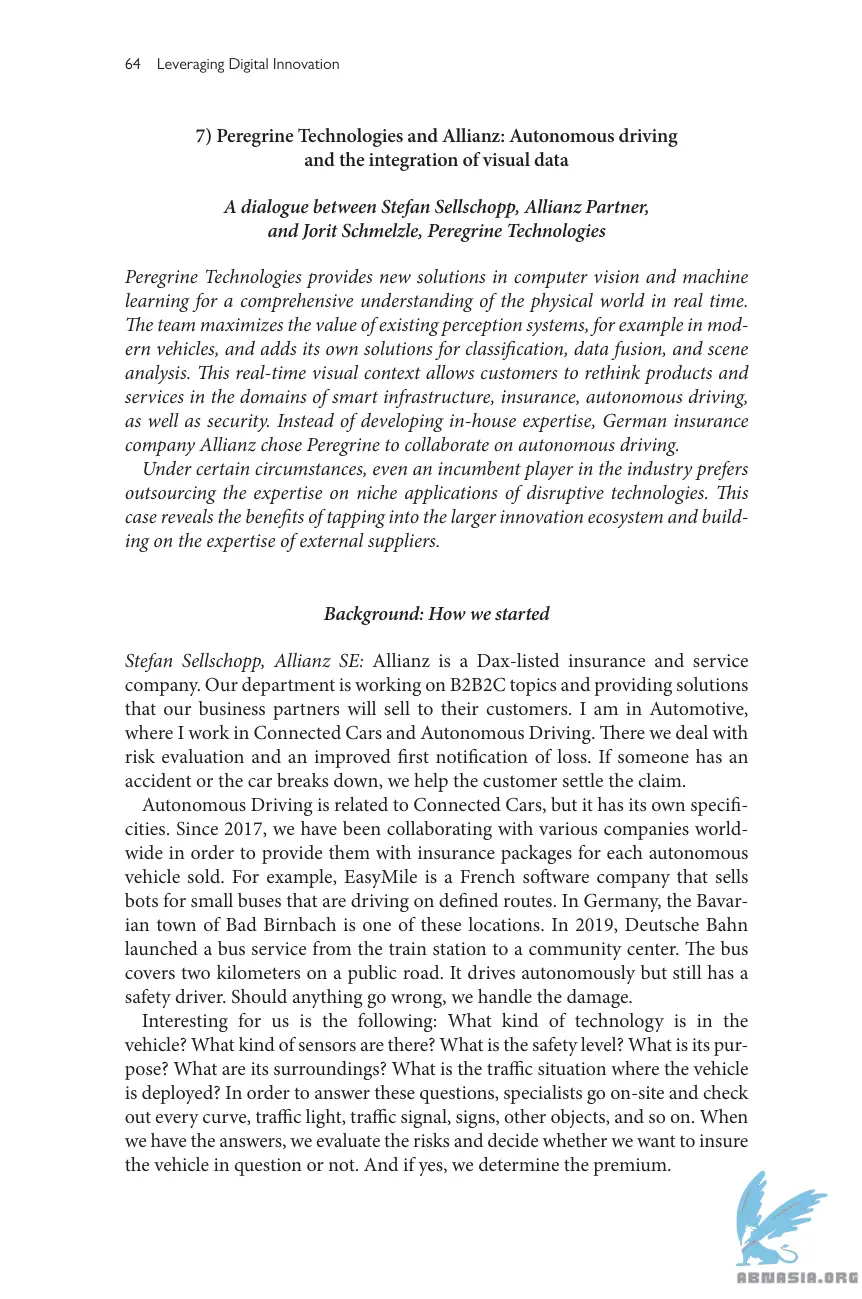 64 Leveraging Digital Innovation
7) Peregrine Technologies and Allianz: Autonomous driving
and the integration of visual data
A dialogue between Stefan Sellschopp, Allianz Partner,
and Jorit Schmelzle, Peregrine Technologies
Peregrine Technologies provides new solutions in computer vision and machine
learning for a comprehensive understanding of the physical world in real time.
The team maximizes the value of existing perception systems, for example in mod-
ern vehicles, and adds its own solutions for classification, data fusion, and scene
analysis. This real-time visual context allows customers to rethink products and
services in the domains of smart infrastructure, insurance, autonomous driving,
as well as security. Instead of developing in-house expertise, German insurance
company Allianz chose Peregrine to collaborate on autonomous driving.
Under certain circumstances, even an incumbent player in the industry prefers
outsourcing the expertise on niche applications of disruptive technologies. This
case reveals the benefits of tapping into the larger innovation ecosystem and build-
ing on the expertise of external suppliers.
Background: How we started
Stefan Sellschopp, Allianz SE: Allianz is a Dax-listed insurance and service
company. Our department is working on B2B2C topics and providing solutions
that our business partners will sell to their customers. I am in Automotive,
where I work in Connected Cars and Autonomous Driving. There we deal with
risk evaluation and an improved first notification of loss. If someone has an
accident or the car breaks down, we help the customer settle the claim.
Autonomous Driving is related to Connected Cars, but it has its own specifi-
cities. Since 2017, we have been collaborating with various companies world-
wide in order to provide them with insurance packages for each autonomous
vehicle sold. For example, EasyMile is a French software company that sells
bots for small buses that are driving on defined routes. In Germany, the Bavar-
ian town of Bad Birnbach is one of these locations. In 2019, Deutsche Bahn
launched a bus service from the train station to a community center. The bus
covers two kilometers on a public road. It drives autonomously but still has a
safety driver. Should anything go wrong, we handle the damage.
Interesting for us is the following: What kind of technology is in the
vehicle? What kind of sensors are there? What is the safety level? What is its pur-
pose? What are its surroundings? What is the traffic situation where the vehicle
is deployed? In order to answer these questions, specialists go on-site and check
out every curve, traffic light, traffic signal, signs, other objects, and so on. When
we have the answers, we evaluate the risks and decide whether we want to insure
the vehicle in question or not. And if yes, we determine the premium.
ABNASIA.ORG